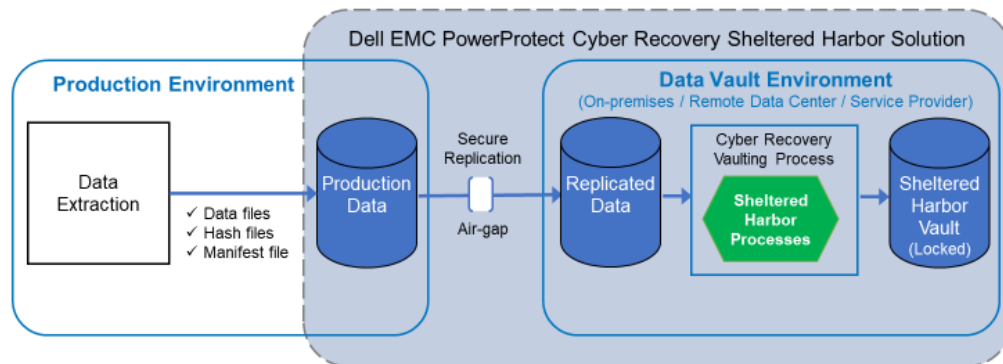 Dell EMC PowerProtect Cyber Recovery Sheltered Harbor Solution
Production Environment
Data
Extraction
✓ Data files
✓ Hash files
✓ Manifest file
Production
Data
Secure
Replication
Air-gap
Data Vault Environment
(On-premises / Remote Data Center / Service Provider)
Replicated
Data
Cyber Recovery
Vaulting Process
Sheltered
Harbor
Processes
Sheltered
Harbor
Vault
(Locked)